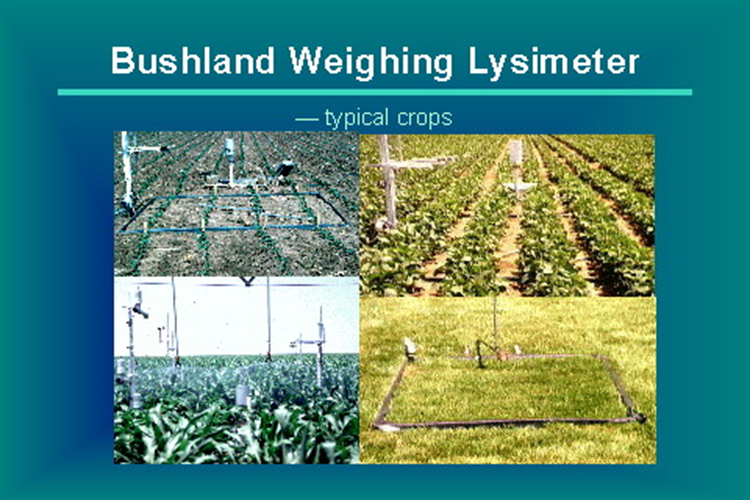 Bushland Weighing Lysimeter
— typical crops